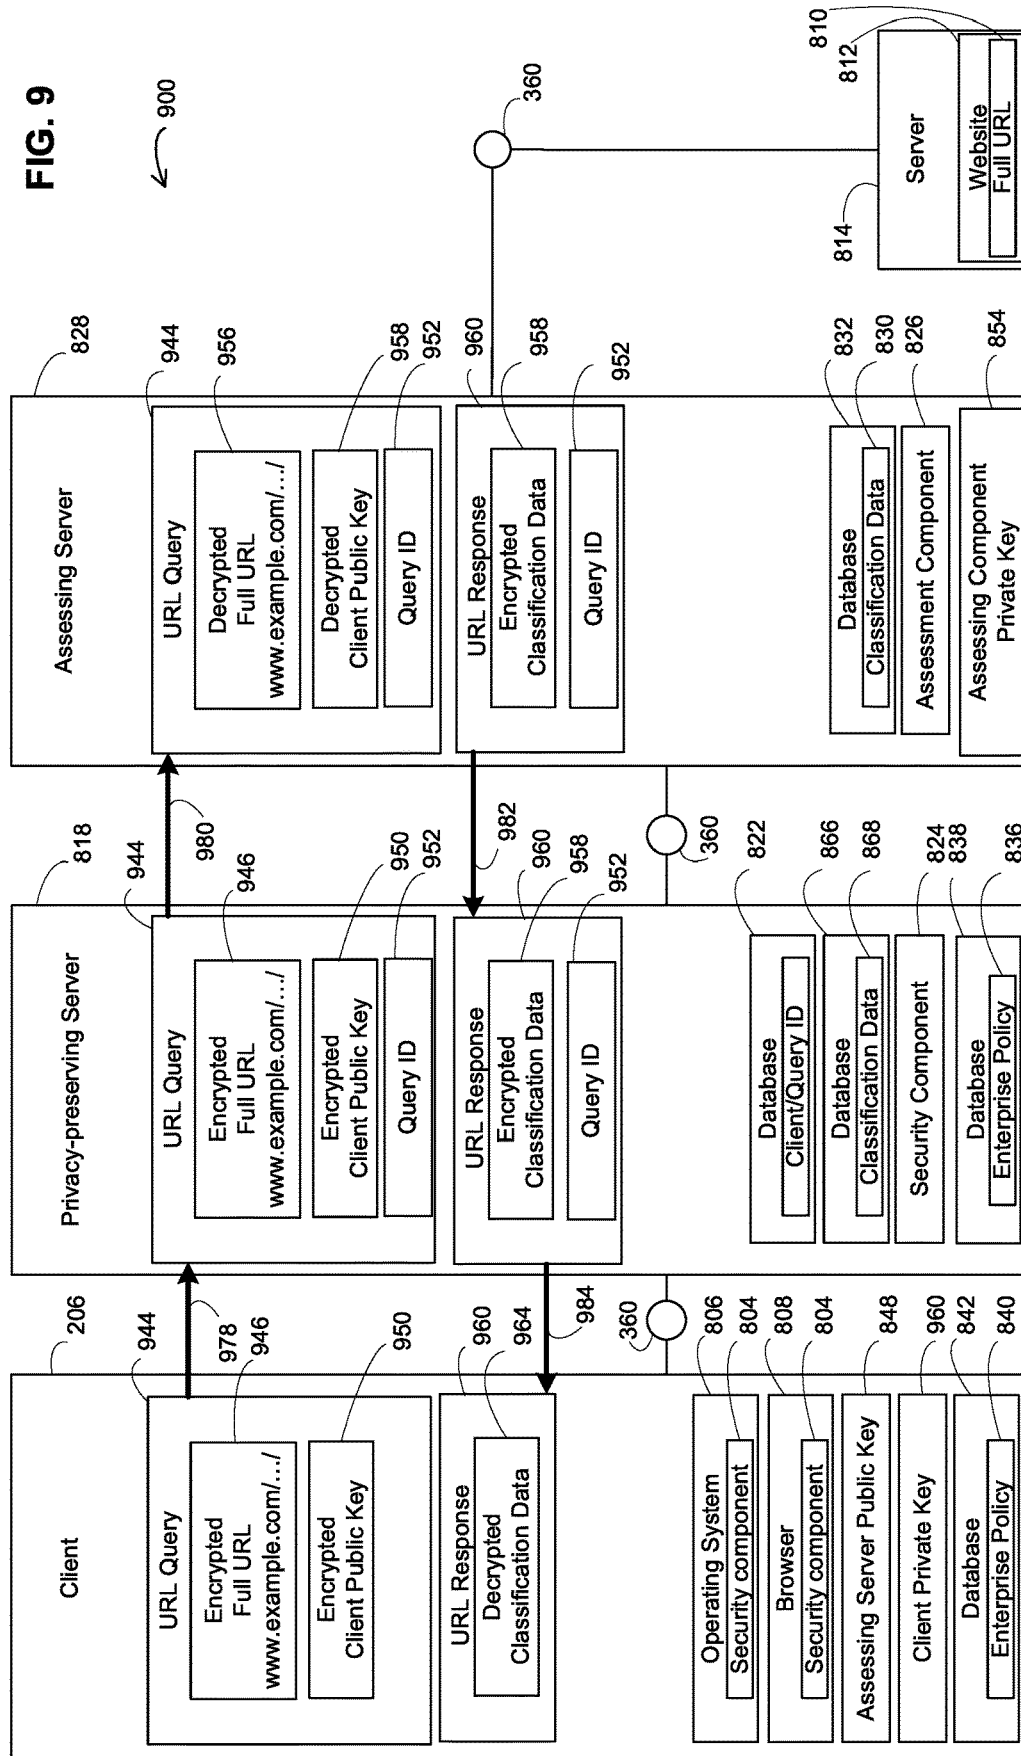 FIG. 9
900
Client
206
URL Query
944
Encrypted
Full URL
www.example.com/.../
946
Encrypted
Client Public Key
950
978
URL Response
960
Decrypted
Classification Data
964
984
360
Operating System
806
Security component
804
Browser
808
Security component
804
Assessing Server Public Key
848
Client Private Key
960
Database
842
Enterprise Policy
840
Privacy-preserving Server
818
URL Query
944
Encrypted
Full URL
www.example.com/.../
946
Encrypted
Client Public Key
950
Query ID
952
980
URL Response
960
Encrypted
Classification Data
958
Query ID
952
982
360
Database
822
Client/Query ID
Database
866
Classification Data
868
Security Component
824
Database
838
Enterprise Policy
836
Assessing Server
828
URL Query
944
Decrypted
Full URL
www.example.com/.../
956
Decrypted
Client Public Key
958
Query ID
952
URL Response
960
Encrypted
Classification Data
958
Query ID
952
Database
832
Classification Data
830
Assessment Component
826
Assessing Component
Private Key
854
360
Server
814
Website
812
Full URL
810